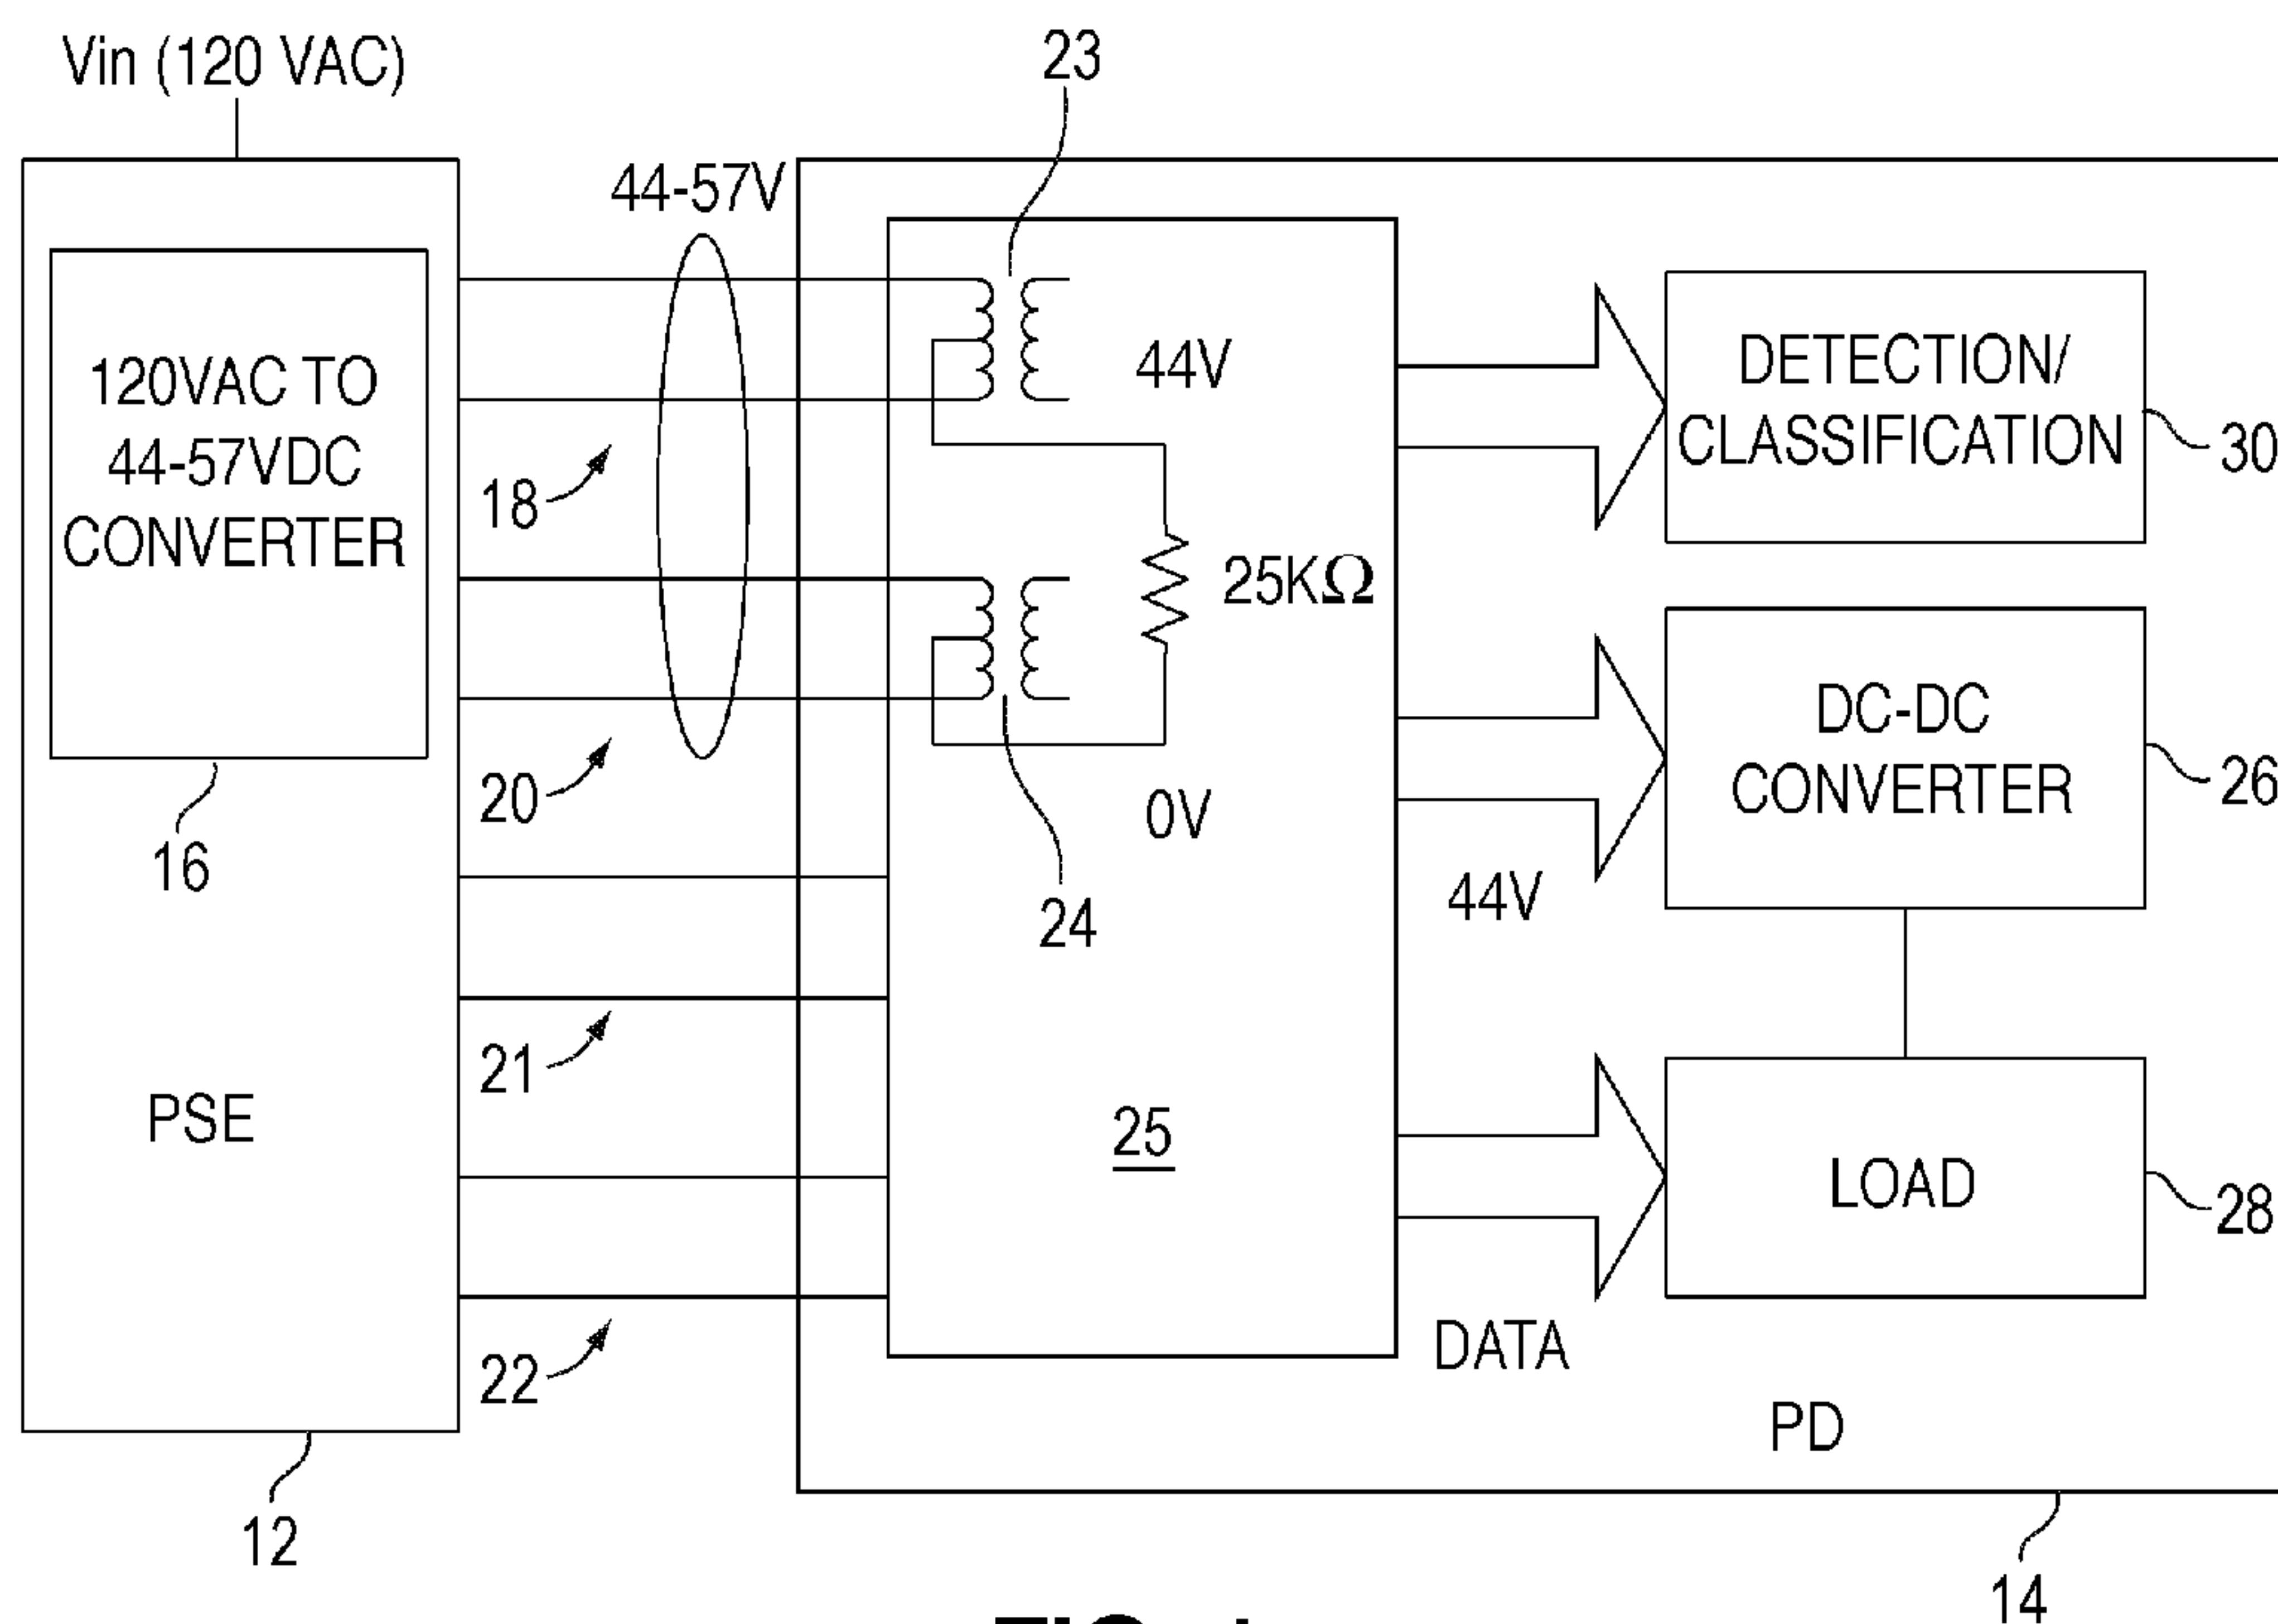 Vin (120 VAC)
23
44-57V
120VAC TO
44-57VDC
CONVERTER
44V
DETECTION/
CLASSIFICATION
30
18
25KΩ
DC-DC
CONVERTER
26
20
0V
16
24
44V
21
PSE
25
LOAD
28
22
DATA
PD
12
14